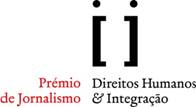 [i i]
Prémio
de Jornalismo
Direitos Humanos
& Integração